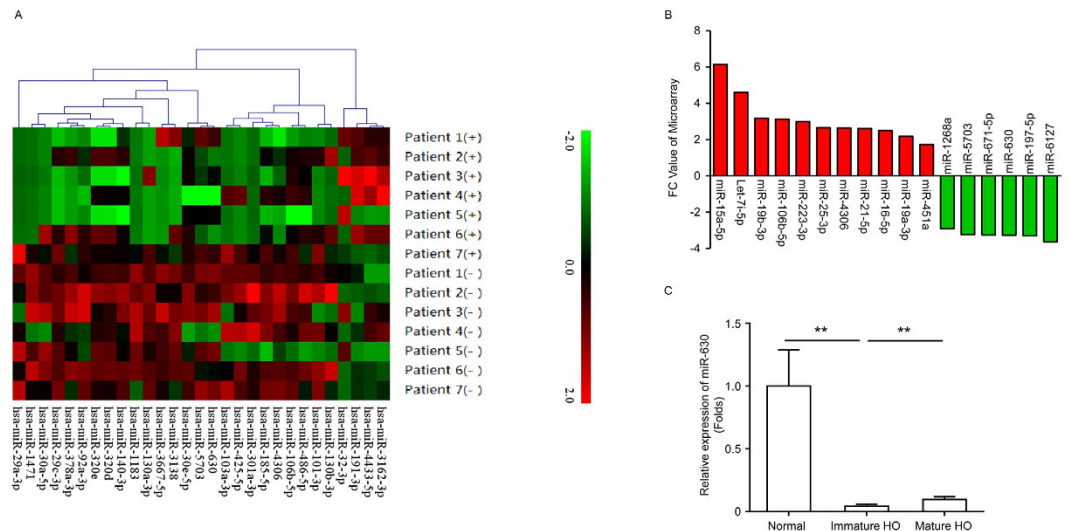 A
Patient 1(+)
Patient 2(+)
Patient 3(+)
Patient 4(+)
Patient 5(+)
Patient 6(+)
Patient 7(+)
Patient 1(-)
Patient 2(-)
Patient 3(-)
Patient 4(-)
Patient 5(-)
Patient 6(-)
Patient 7(-)
hsa-miR-29a-3p
hsa-miR-1471
hsa-miR-30a-5p
hsa-miR-29c-3p
hsa-miR-378a-3p
hsa-miR-92a-3p
hsa-miR-320e
hsa-miR-320d
hsa-miR-140-3p
hsa-miR-1183
hsa-miR-130a-3p
hsa-miR-3667-5p
hsa-miR-3138
hsa-miR-30e-5p
hsa-miR-5703
hsa-miR-630
hsa-miR-103a-3p
hsa-miR-425-5p
hsa-miR-301a-3p
hsa-miR-185-5p
hsa-miR-4306
hsa-miR-106b-5p
hsa-miR-486-5p
hsa-miR-101-3p
hsa-miR-130b-3p
hsa-miR-32-3p
hsa-miR-191-3p
hsa-miR-4433-5p
hsa-miR-3162-3p
-2.0
0.0
2.0
B
FC Value of Microarray
8
6
4
2
0
-2
-4
miR-15a-5p
Let-7i-5p
miR-19b-3p
miR-106b-5p
miR-223-3p
miR-25-3p
miR-4306
miR-21-5p
miR-16-5p
miR-19a-3p
miR-451a
miR-1268a
miR-5703
miR-671-5p
miR-630
miR-197-5p
miR-6127
C
Relative expression of miR-630
(Folds)
1.5
1.0
0.5
0
**
**
Normal
Immature HO
Mature HO